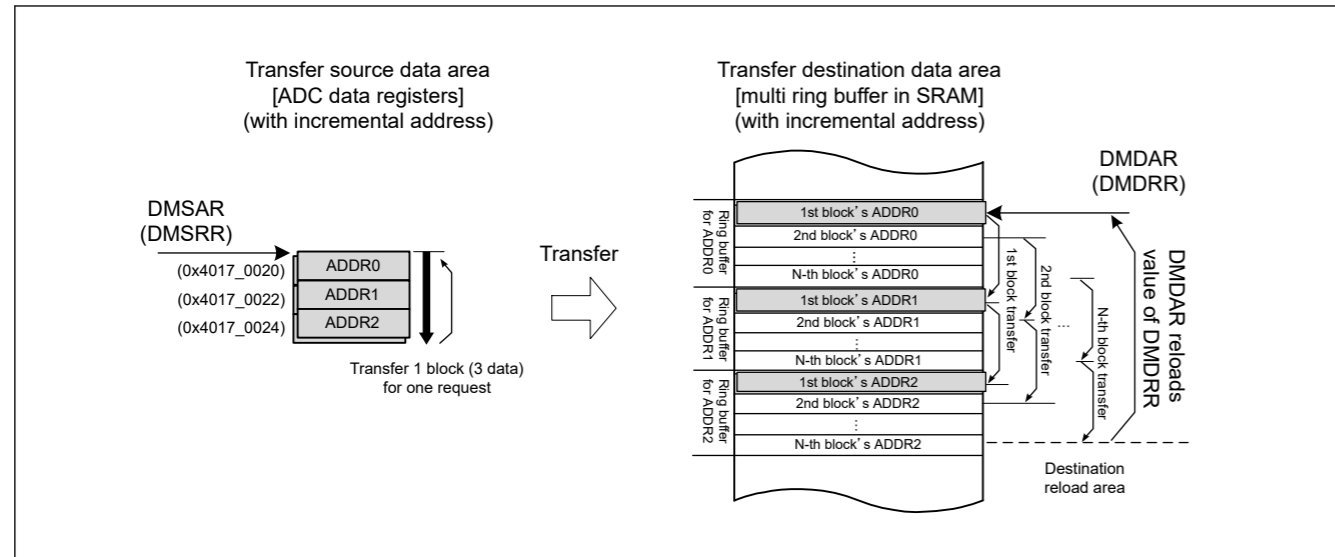 Transfer source data area
[ADC data registers]
(with incremental address)
DMSAR
(DMSRR)
(0x4017_0020)
ADDR0
(0x4017_0022)
ADDR1
(0x4017_0024)
ADDR2
Transfer 1 block (3 data)
for one request
Transfer
Transfer destination data area
[multi ring buffer in SRAM]
(with incremental address)
DMDAR
(DMDRR)
Ring buffer
for ADDR0
1st block's ADDR0
2nd block's ADDR0
⋮
N-th block's ADDR0
Ring buffer
for ADDR1
1st block's ADDR1
2nd block's ADDR1
⋮
N-th block's ADDR1
Ring buffer
for ADDR2
1st block's ADDR2
2nd block's ADDR2
⋮
N-th block's ADDR2
1st block transfer
2nd block transfer
...
N-th block transfer
DMDAR reloads
value of DMDRR
Destination
reload area